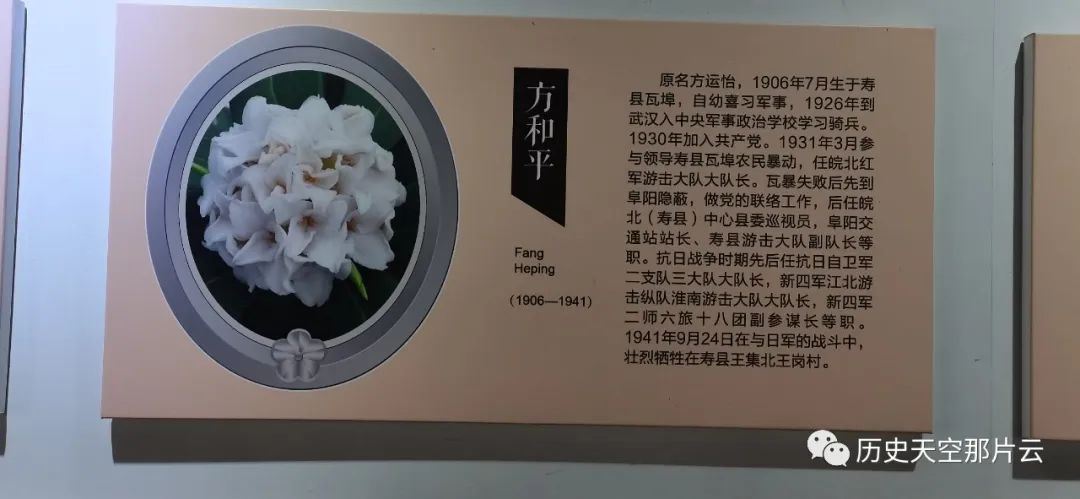 方和平
Fang
Heping
（1906—1941）
原名方运怡，1906年7月生于寿
县瓦埠，自幼喜习军事，1926年到
武汉入中央军事政治学校学习骑兵。
1930年加入共产党。1931年3月参
与领导寿县瓦埠农民暴动，任皖北红
军游击大队大队长。瓦暴失败后先到
阜阳隐蔽，做党的联络工作，后任皖
北（寿县）中心县委巡视员，阜阳交
通站站长、寿县游击大队副队长等
职。抗日战争时期先后任抗日自卫军
二支队三大队大队长，新四军江北游
击纵队淮南游击大队大队长，新四军
二师六旅十八团副参谋长等职。
1941年9月24日在与日军的战斗中，
壮烈牺牲在寿县王集北王岗村。
历史天空那片云